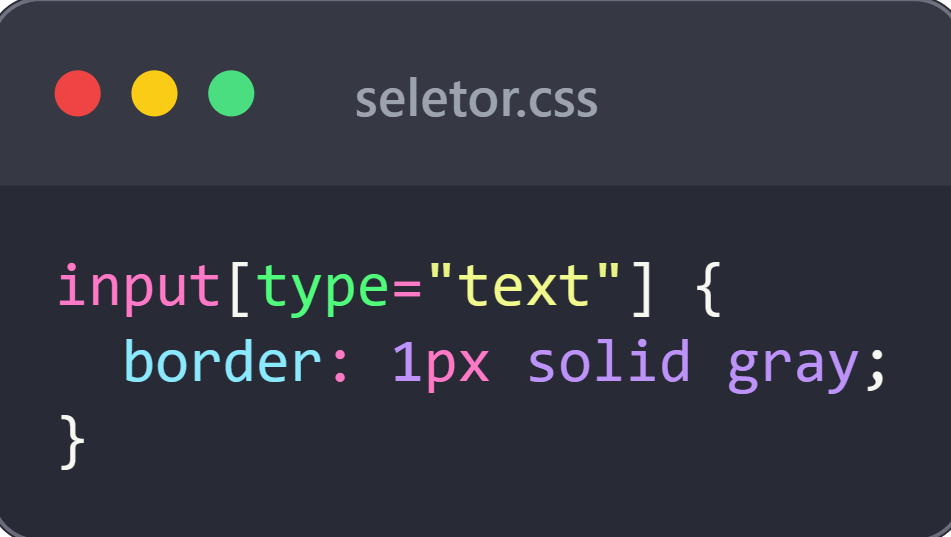 seletor.css
input[type="text"] {
  border: 1px solid gray;
}